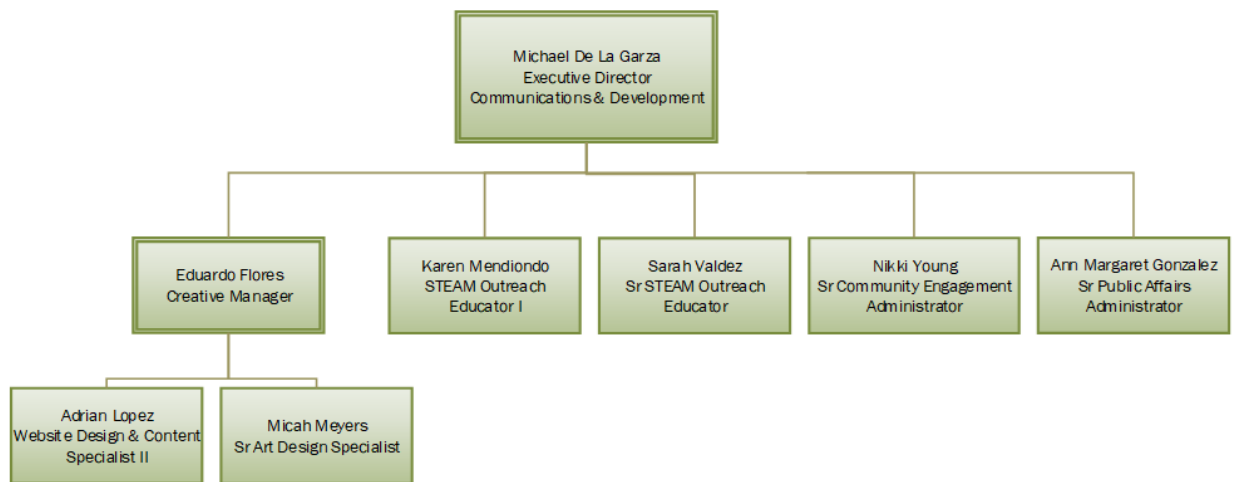 Michael De La Garza
Executive Director
Communications & Development
Eduardo Flores
Creative Manager
Karen Mendiondo
STEAM Outreach
Educator I
Sarah Valdez
Sr STEAM Outreach
Educator
Nikki Young
Sr Community Engagement
Administrator
Ann Margaret Gonzalez
Sr Public Affairs
Administrator
Adrian Lopez
Website Design & Content
Specialist II
Micah Meyers
Sr Art Design Specialist